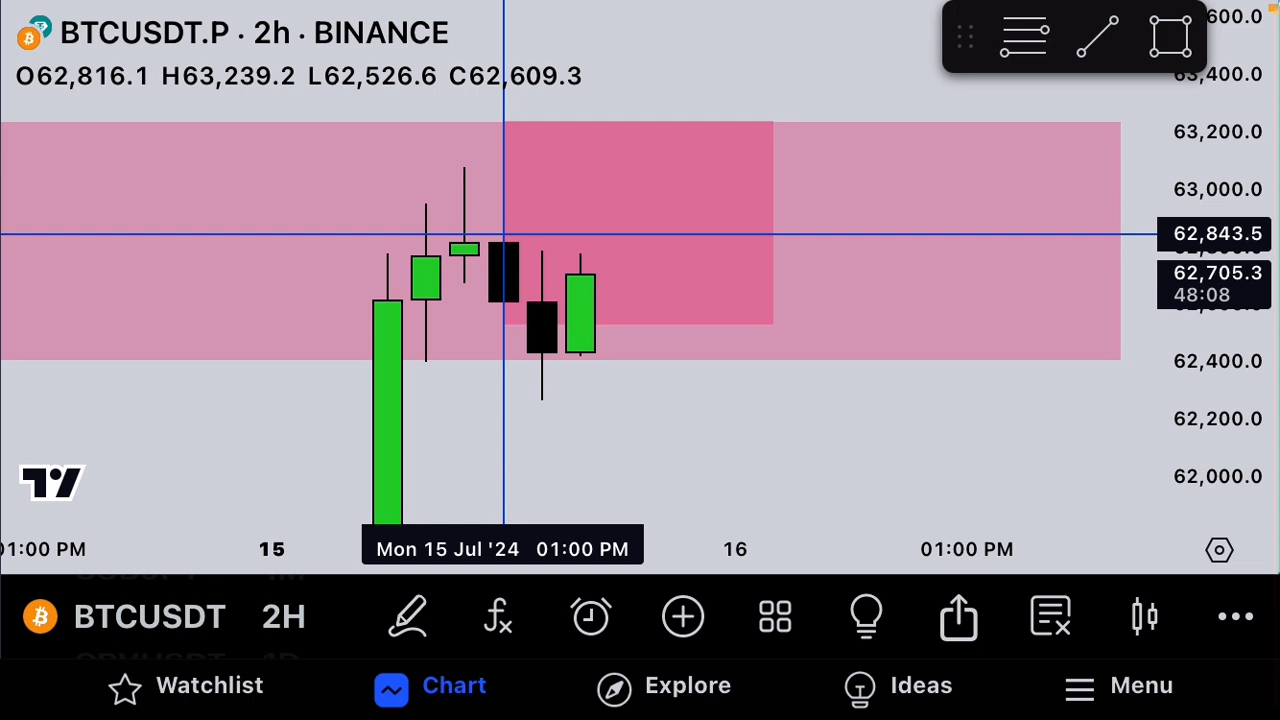 BTCUSDT.P · 2h · BINANCE
O62,816.1 H63,239.2 L62,526.6 C62,609.3
600.0
63,400.0
63,200.0
63,000.0
62,843.5
62,705.3
48:08
62,400.0
62,200.0
62,000.0
01:00 PM
15
Mon 15 Jul '24 01:00 PM
16
01:00 PM
BTCUSDT 2H
Watchlist
Chart
Explore
Ideas
Menu